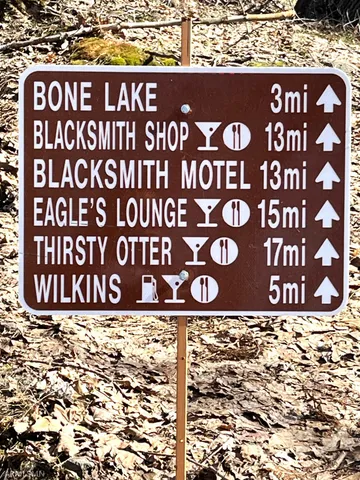 BONE LAKE 3mi
BLACKSMITH SHOP 13mi
BLACKSMITH MOTEL 13mi
EAGLE'S LOUNGE 15mi
THIRSTY OTTER 17mi
WILKINS 5mi